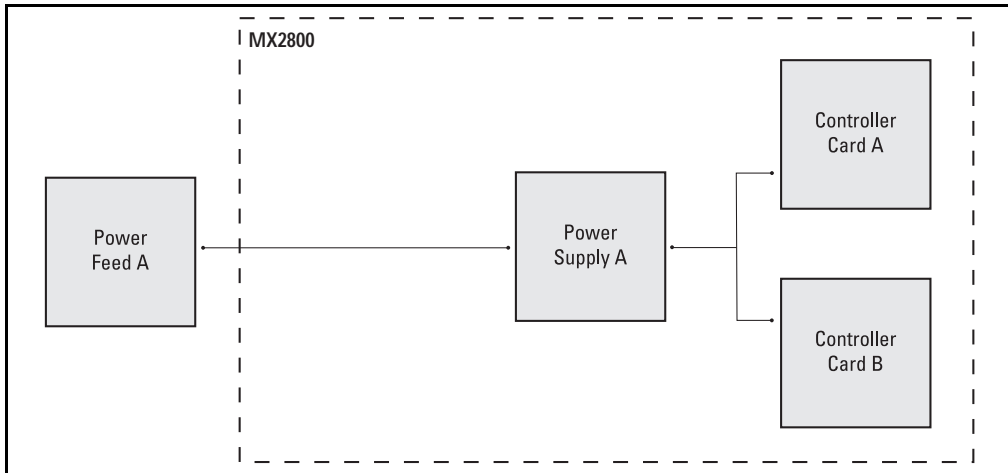 MX2800
Controller
Card A
Power
Feed A
Power
Supply A
Controller
Card B